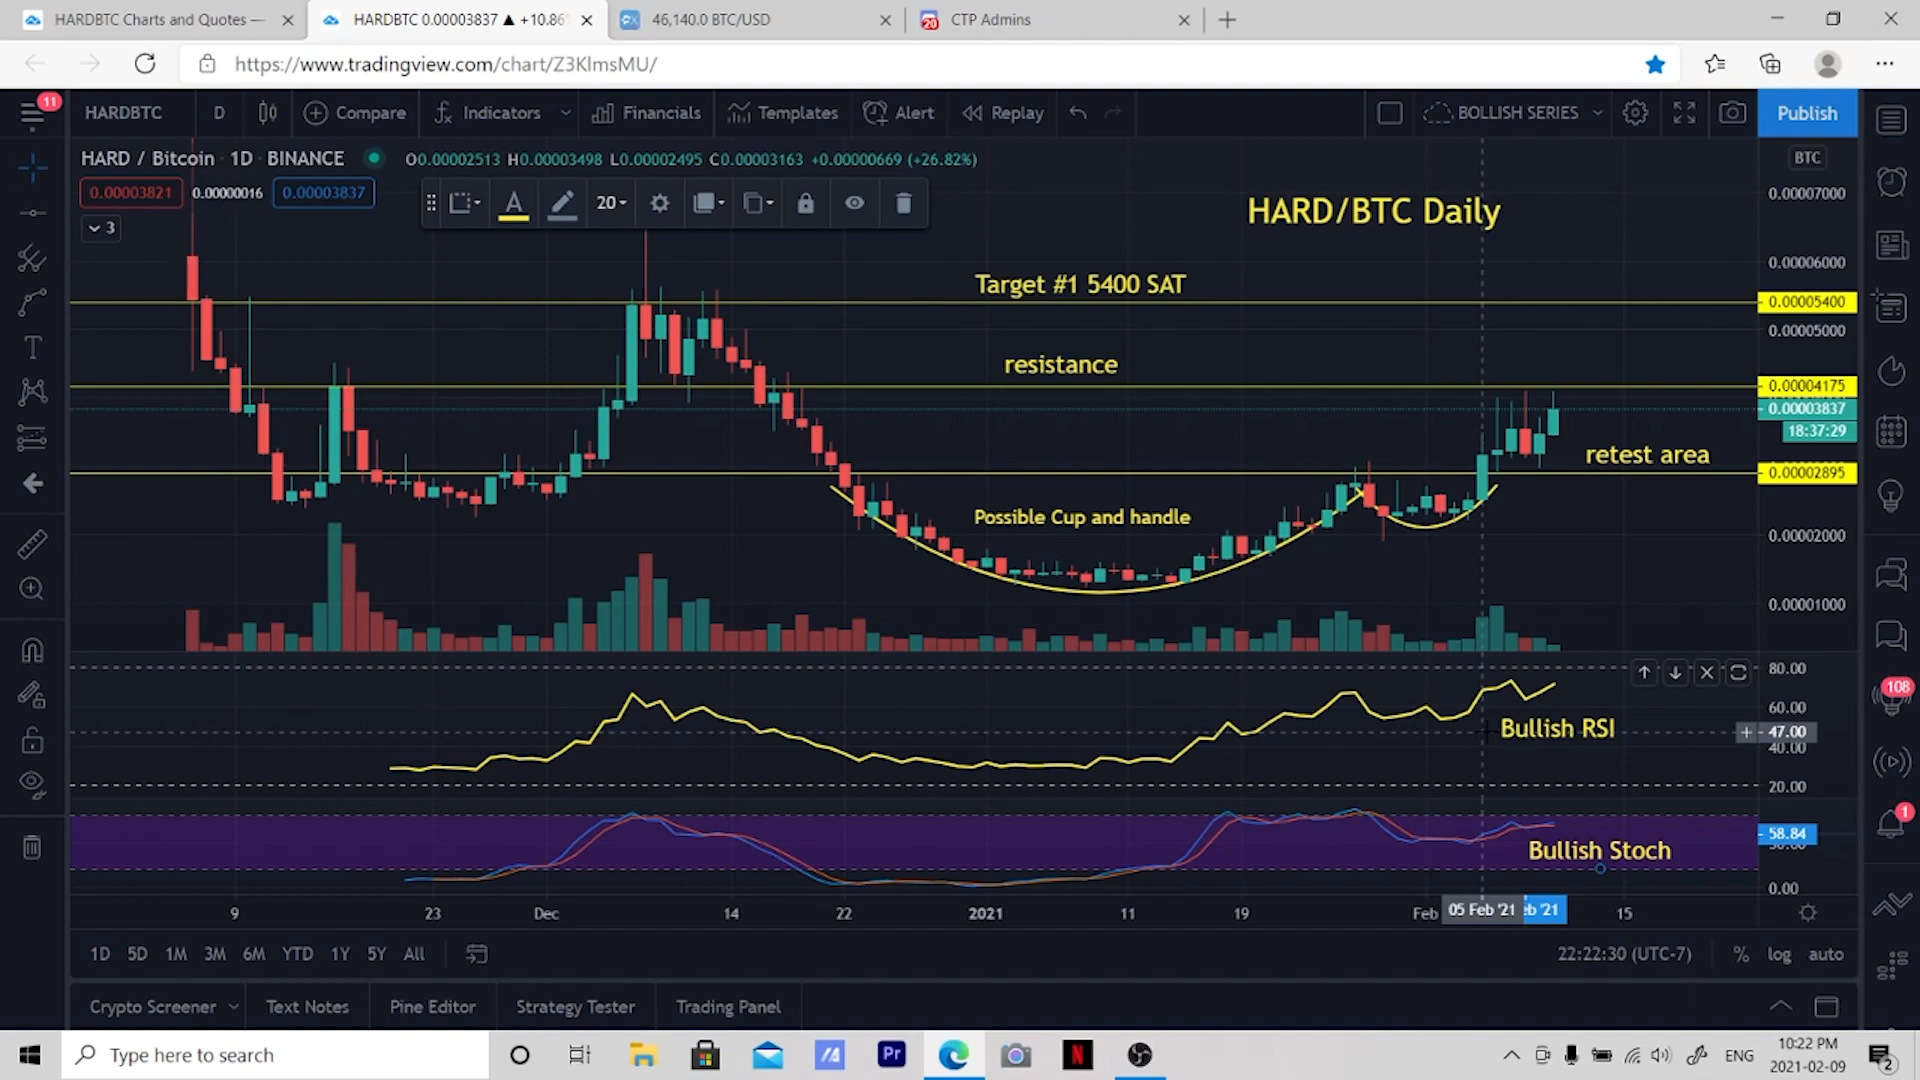 HARDBTC Charts and Quotes —
HARDBTC 0.00003837 ▲ +10.86
46,140.0 BTC/USD
20
CTP Admins
https://www.tradingview.com/chart/Z3KlmsMU/
11
HARDBTC
D
Compare
Indicators
Financials
Templates
Alert
Replay
BOLLISH SERIES
Publish
HARD / Bitcoin · 1D · BINANCE
O0.00002513 H0.00003498 L0.00002495 C0.00003163 +0.00000669 (+26.82%)
BTC
0.00003821
0.00000016
0.00003837
20
3
HARD/BTC Daily
0.00007000
0.00006000
Target #1 5400 SAT
0.00005400
0.00005000
resistance
0.00004175
0.00003837
18:37:29
retest area
0.00002895
Possible Cup and handle
0.00002000
0.00001000
80.00
108
60.00
Bullish RSI
47.00
40.00
20.00
1
58.84
Bullish Stoch
0.00
9
23
Dec
14
22
2021
11
19
Feb
05 Feb '21
eb '21
15
1D
5D
1M
3M
6M
YTD
1Y
5Y
All
22:22:30 (UTC-7)
%
log
auto
Crypto Screener
Text Notes
Pine Editor
Strategy Tester
Trading Panel
Type here to search
Pr
N
ENG
10:22 PM
2021-02-09
2